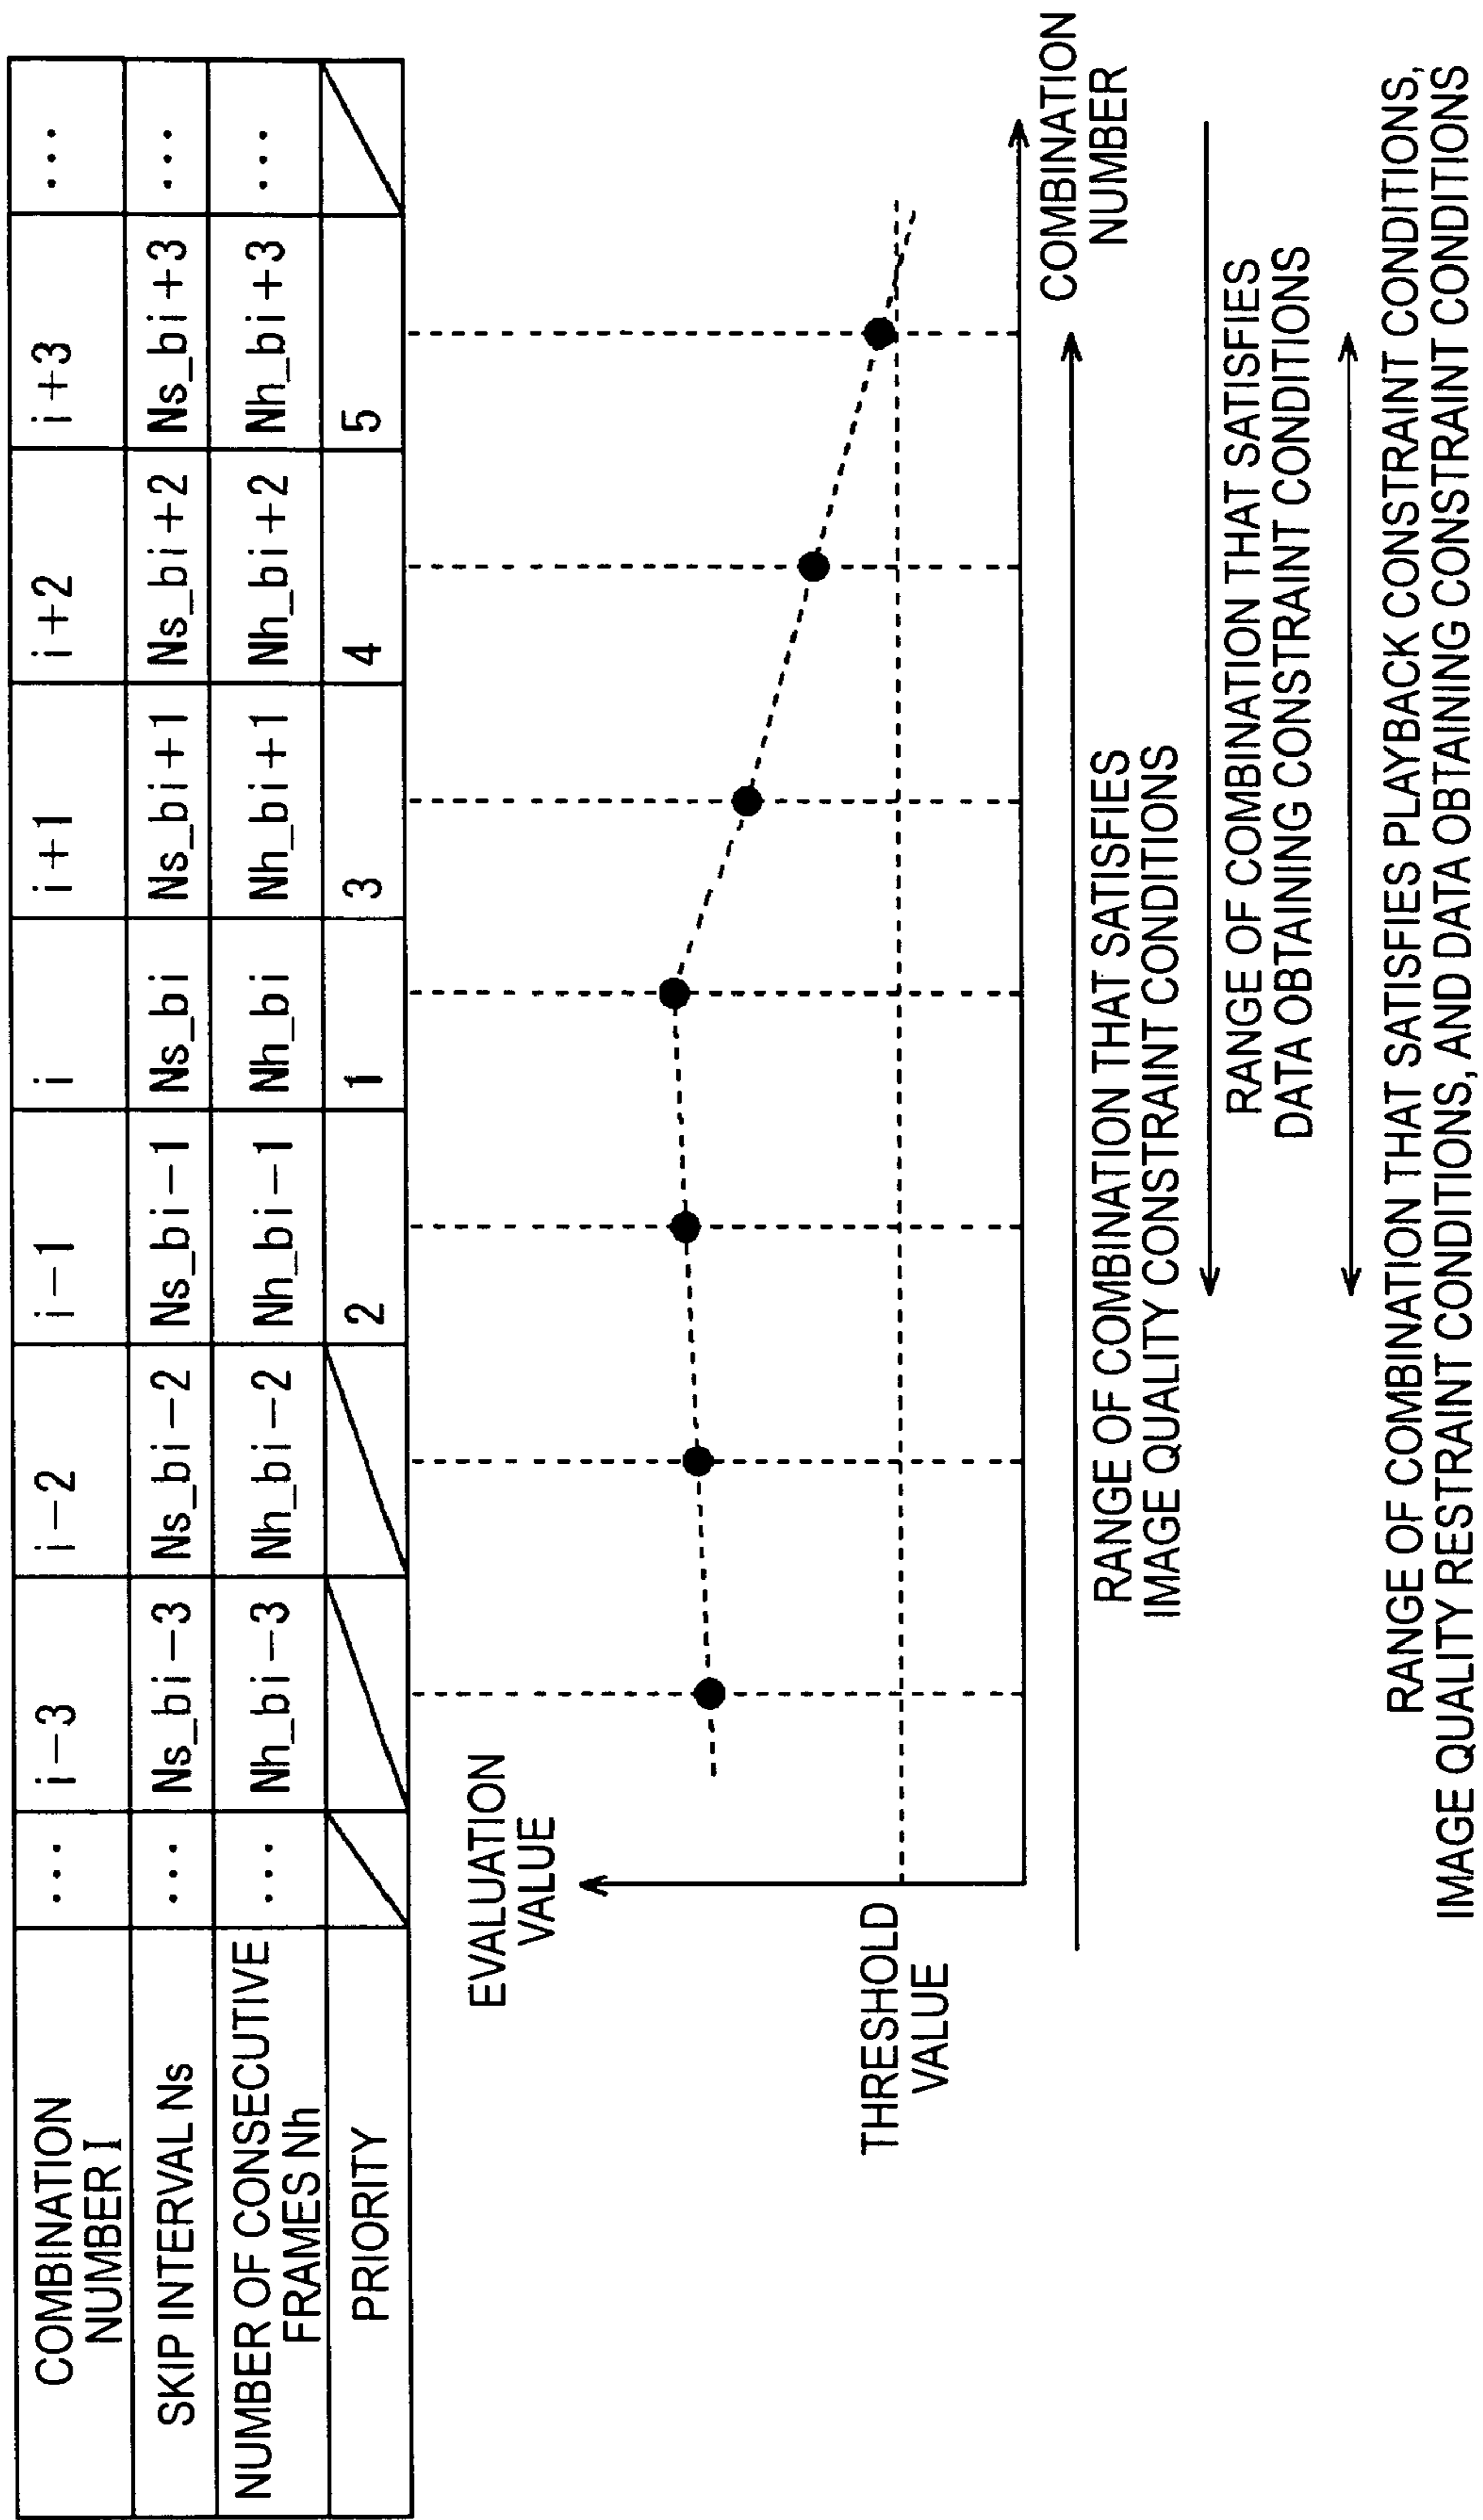 COMBINATION
NUMBER I
... i−3 i−2 i−1 i i+1 i+2 i+3 ...
SKIP INTERVAL Ns ... Ns_bi−3 Ns_bi−2 Ns_bi−1 Ns_bi Ns_bi+1 Ns_bi+2 Ns_bi+3 ...
NUMBER OF CONSECUTIVE
FRAMES Nh
... Nh_bi−3 Nh_bi−2 Nh_bi−1 Nh_bi Nh_bi+1 Nh_bi+2 Nh_bi+3 ...
PRIORITY 2 1 3 4 5
EVALUATION
VALUE
THRESHOLD
VALUE
COMBINATION
NUMBER
RANGE OF COMBINATION THAT SATISFIES
IMAGE QUALITY CONSTRAINT CONDITIONS
RANGE OF COMBINATION THAT SATISFIES
DATA OBTAINING CONSTRAINT CONDITIONS
RANGE OF COMBINATION THAT SATISFIES PLAYBACK CONSTRAINT CONDITIONS,
IMAGE QUALITY RESTRAINT CONDITIONS, AND DATA OBTAINING CONSTRAINT CONDITIONS